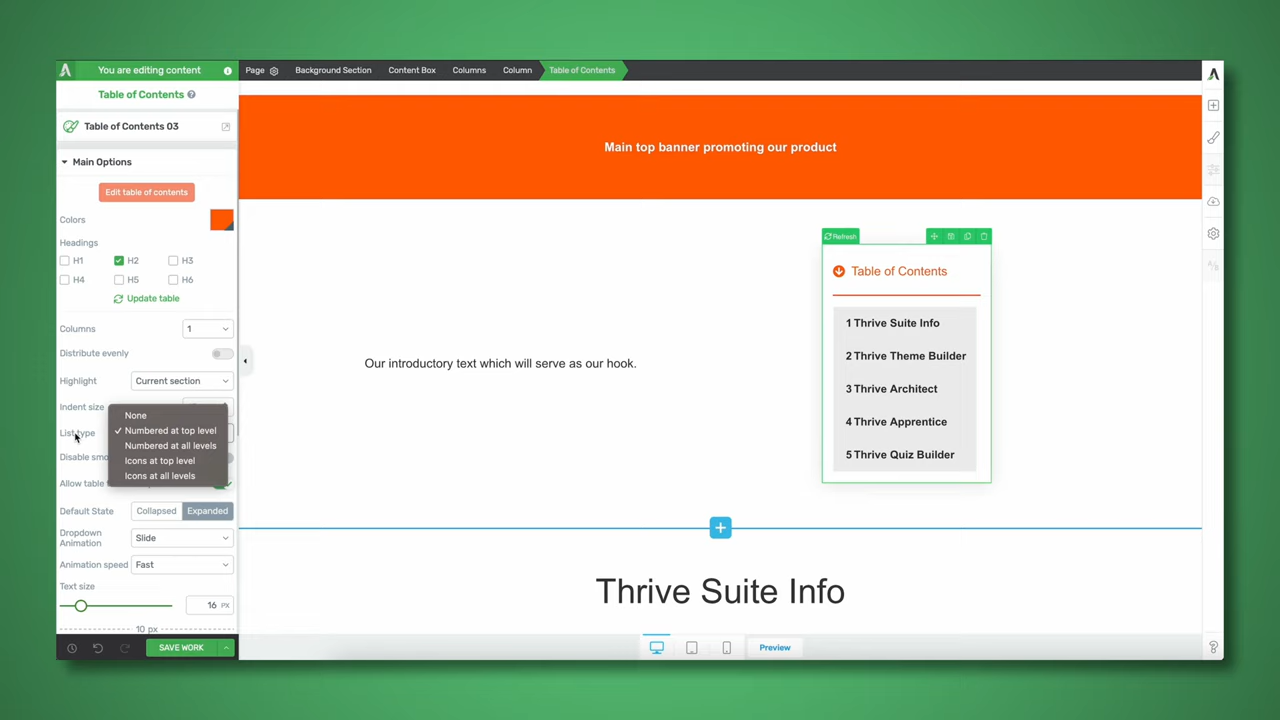 You are editing content
Page
Background Section
Content Box
Columns
Column
Table of Contents
Table of Contents
Table of Contents 03
Main Options
Edit table of contents
Colors
Headings
H1 H2 H3
H4 H5 H6
Update table
Columns 1
Distribute evenly
Highlight Current section
Indent size
List type
None
Numbered at top level
Numbered at all levels
Icons at top level
Icons at all levels
Disable smo
Allow table
Default State Collapsed Expanded
Dropdown
Animation Slide
Animation speed Fast
Text size
16 PX
10 px
SAVE WORK
Main top banner promoting our product
Refresh
Table of Contents
1 Thrive Suite Info
2 Thrive Theme Builder
3 Thrive Architect
4 Thrive Apprentice
5 Thrive Quiz Builder
Our introductory text which will serve as our hook.
Thrive Suite Info
Preview